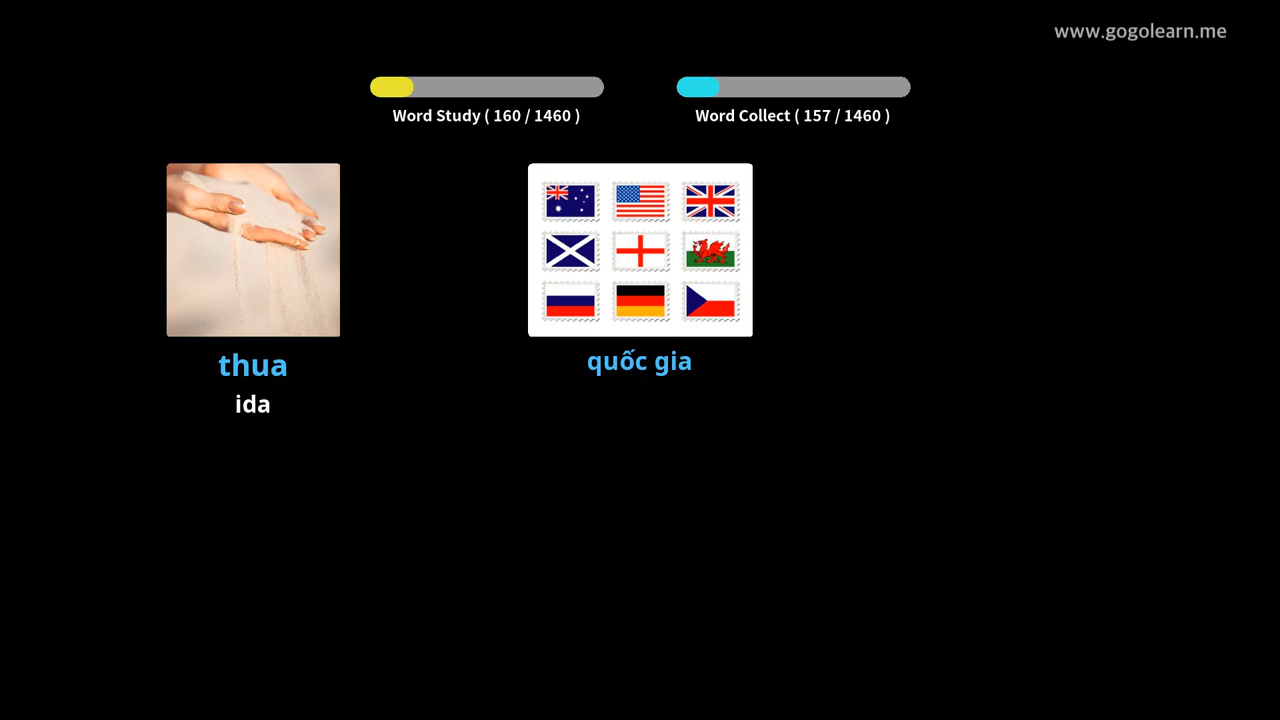 www.gogolearn.me
Word Study ( 160 / 1460 )
Word Collect ( 157 / 1460 )
thua
ida
quốc gia